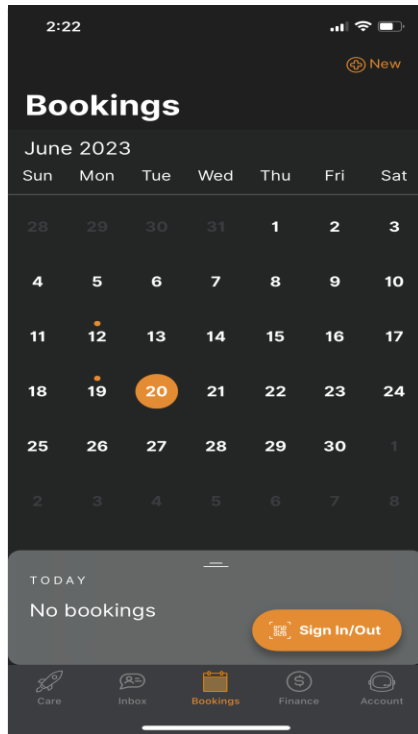 2:22
New
Bookings
June 2023
Sun Mon Tue Wed Thu Fri Sat
28 29 30 31 1 2 3
4 5 6 7 8 9 10
11 12 13 14 15 16 17
18 19 20 21 22 23 24
25 26 27 28 29 30 1
2 3 4 5 6 7 8
TODAY
No bookings
Sign In/Out
Care Inbox Bookings Finance Account